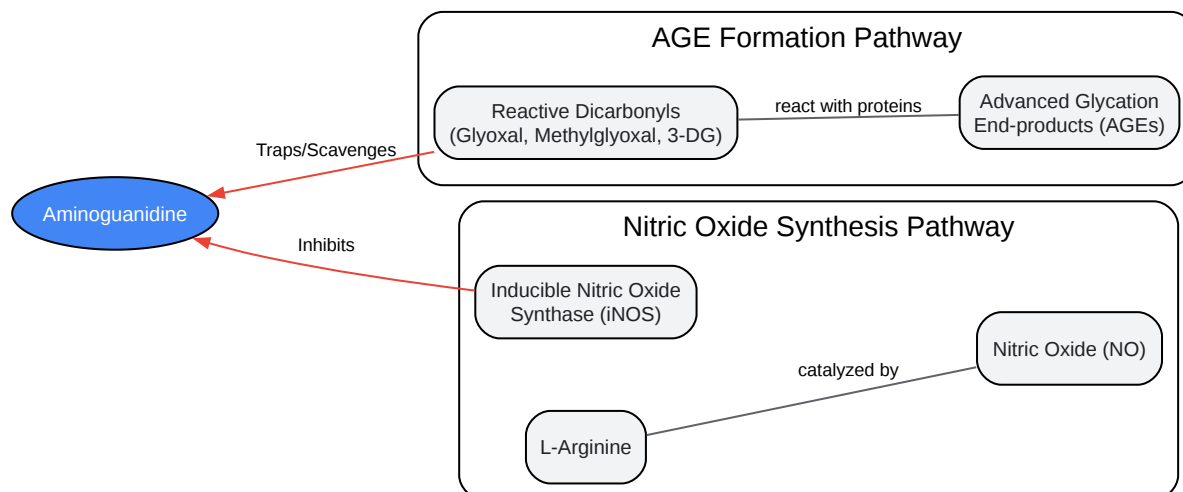 AGE Formation Pathway
Reactive Dicarbonyls
(Glyoxal, Methylglyoxal, 3-DG)
react with proteins
Advanced Glycation
End-products (AGEs)
Traps/Scavenges
Aminoguanidine
Inhibits
Nitric Oxide Synthesis Pathway
Inducible Nitric Oxide
Synthase (iNOS)
Nitric Oxide (NO)
catalyzed by
L-Arginine